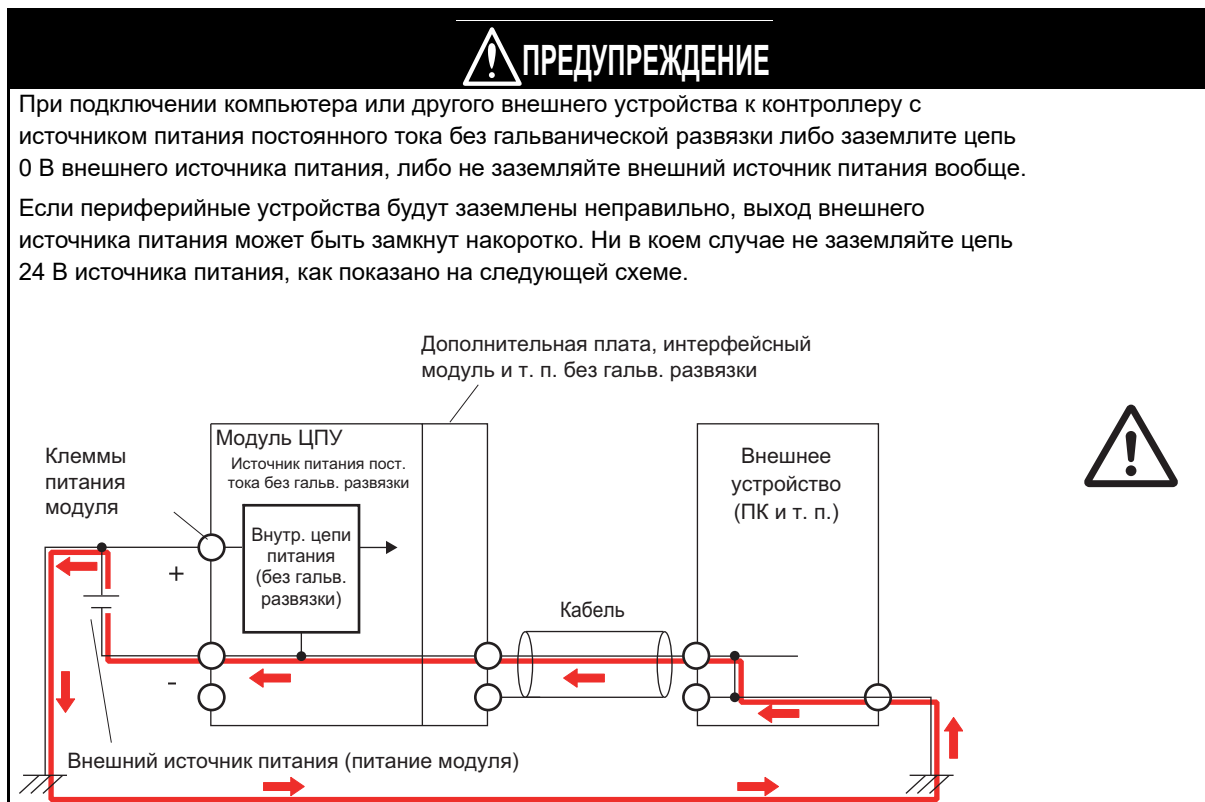 ПРЕДУПРЕЖДЕНИЕ
При подключении компьютера или другого внешнего устройства к контроллеру с
источником питания постоянного тока без гальванической развязки либо заземлите цепь
0 В внешнего источника питания, либо не заземляйте внешний источник питания вообще.
Если периферийные устройства будут заземлены неправильно, выход внешнего
источника питания может быть замкнут накоротко. Ни в коем случае не заземляйте цепь
24 В источника питания, как показано на следующей схеме.
Дополнительная плата, интерфейсный
модуль и т. п. без гальв. развязки
Клеммы
питания
модуля
Модуль ЦПУ
Источник питания пост.
тока без гальв. развязки
Внутр. цепи
питания
(без гальв.
развязки)
+
-
Кабель
Внешнее
устройство
(ПК и т. п.)
Внешний источник питания (питание модуля)